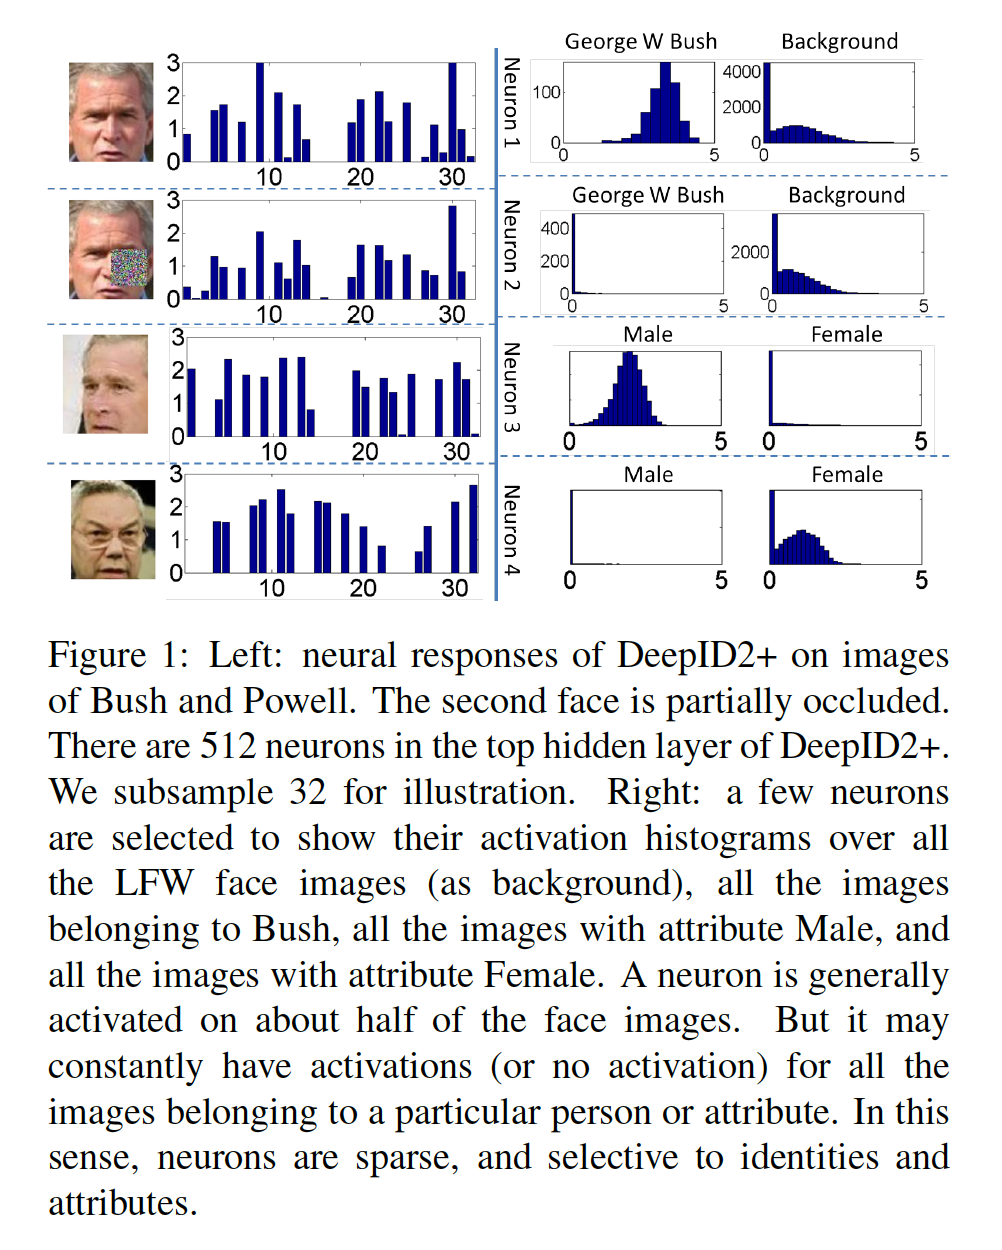 George W Bush Background
3
2
1
0
10 20 30
Neuron 1
100
0
0 5
4000
2000
0
0 5
3
2
1
0
10 20 30
Neuron 2
George W Bush Background
400
200
0
0 5
2000
0
0 5
3
2
1
0
10 20 30
Neuron 3
Male Female
0 5
0 5
3
2
1
0
10 20 30
Neuron 4
Male Female
0 5
0 5
Figure 1: Left: neural responses of DeepID2+ on images
of Bush and Powell. The second face is partially occluded.
There are 512 neurons in the top hidden layer of DeepID2+.
We subsample 32 for illustration. Right: a few neurons
are selected to show their activation histograms over all
the LFW face images (as background), all the images
belonging to Bush, all the images with attribute Male, and
all the images with attribute Female. A neuron is generally
activated on about half of the face images. But it may
constantly have activations (or no activation) for all the
images belonging to a particular person or attribute. In this
sense, neurons are sparse, and selective to identities and
attributes.